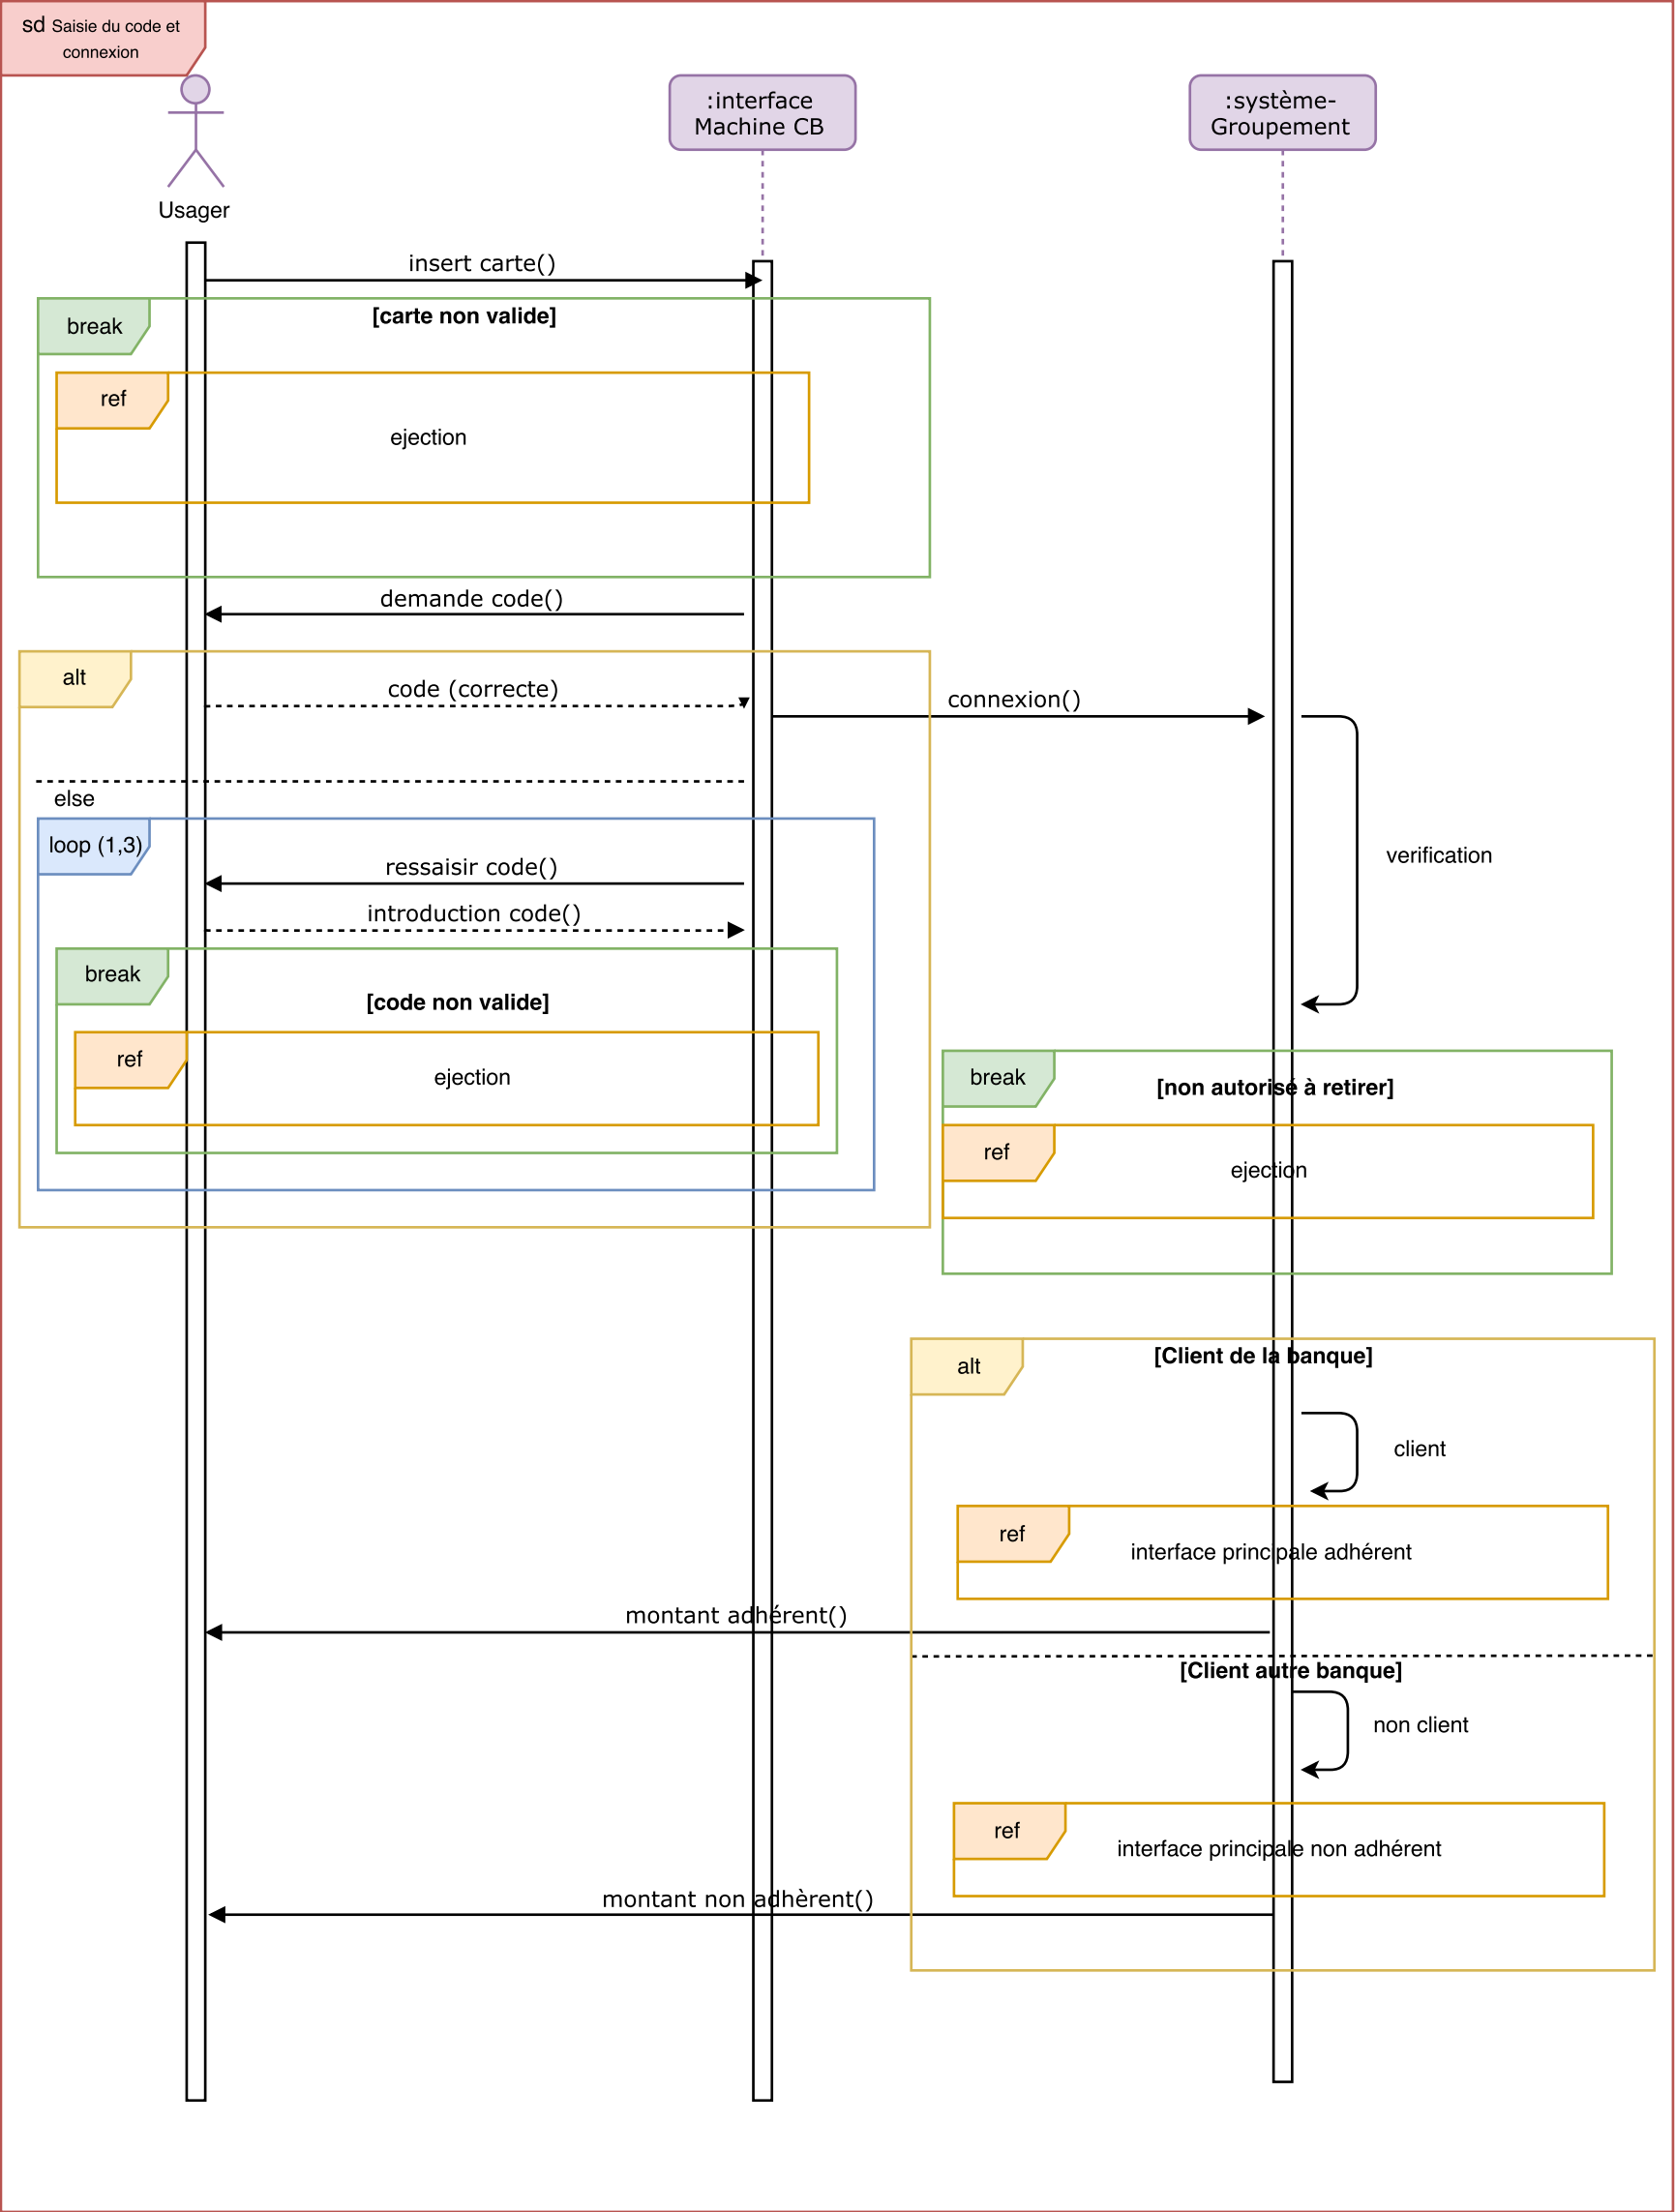 sd Saisie du code et
connexion
:interface
Machine CB
:système-
Groupement
Usager
insert carte()
break
[carte non valide]
ref
ejection
demande code()
alt
code (correcte)
connexion()
else
loop (1,3)
ressaisir code()
verification
introduction code()
break
[code non valide]
ref
ejection
break
[non autorisé à retirer]
ref
ejection
alt
[Client de la banque]
client
ref
interface principale adhérent
montant adhérent()
[Client autre banque]
non client
ref
interface principale non adhérent
montant non adhèrent()